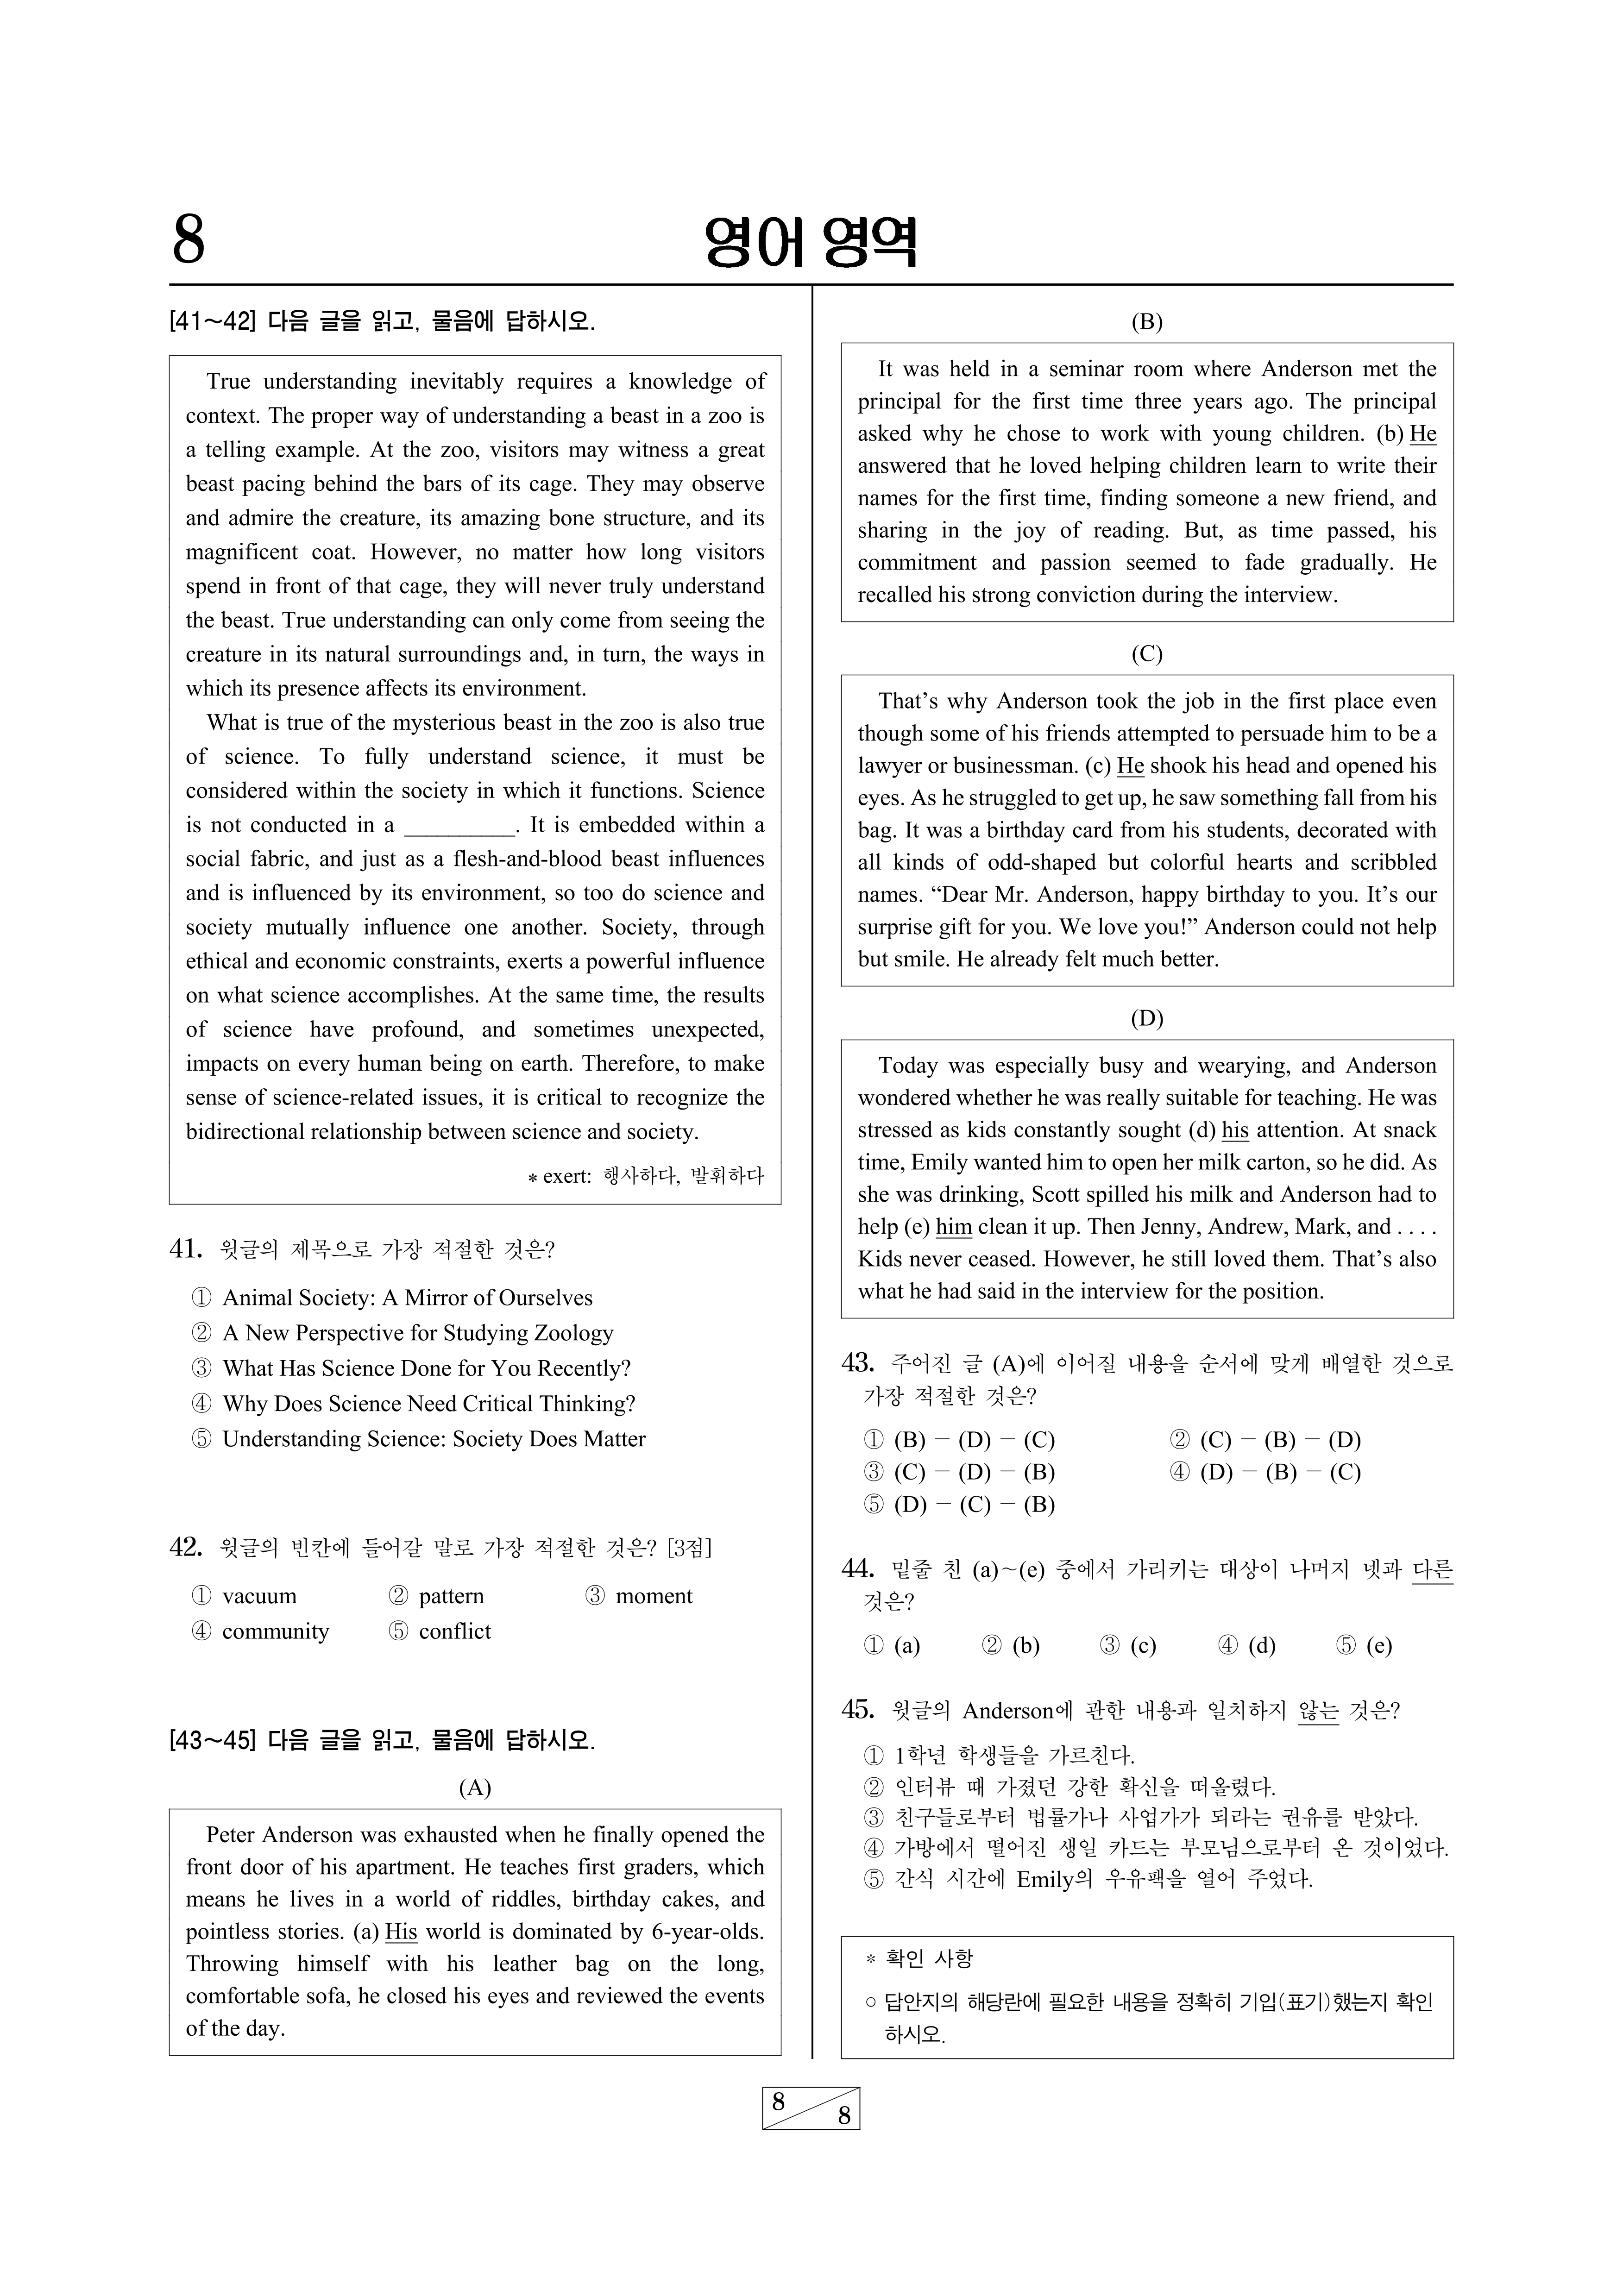 8
영어 영역
[41~42] 다음 글을 읽고, 물음에 답하시오.
True understanding inevitably requires a knowledge of
context. The proper way of understanding a beast in a zoo is
a telling example. At the zoo, visitors may witness a great
beast pacing behind the bars of its cage. They may observe
and admire the creature, its amazing bone structure, and its
magnificent coat. However, no matter how long visitors
spend in front of that cage, they will never truly understand
the beast. True understanding can only come from seeing the
creature in its natural surroundings and, in turn, the ways in
which its presence affects its environment.
What is true of the mysterious beast in the zoo is also true
of science. To fully understand science, it must be
considered within the society in which it functions. Science
is not conducted in a __________. It is embedded within a
social fabric, and just as a flesh-and-blood beast influences
and is influenced by its environment, so too do science and
society mutually influence one another. Society, through
ethical and economic constraints, exerts a powerful influence
on what science accomplishes. At the same time, the results
of science have profound, and sometimes unexpected,
impacts on every human being on earth. Therefore, to make
sense of science-related issues, it is critical to recognize the
bidirectional relationship between science and society.
* exert: 행사하다, 발휘하다
41. 윗글의 제목으로 가장 적절한 것은?
① Animal Society: A Mirror of Ourselves
② A New Perspective for Studying Zoology
③ What Has Science Done for You Recently?
④ Why Does Science Need Critical Thinking?
⑤ Understanding Science: Society Does Matter
42. 윗글의 빈칸에 들어갈 말로 가장 적절한 것은? [3점]
① vacuum ② pattern ③ moment
④ community ⑤ conflict
[43~45] 다음 글을 읽고, 물음에 답하시오.
(A)
Peter Anderson was exhausted when he finally opened the
front door of his apartment. He teaches first graders, which
means he lives in a world of riddles, birthday cakes, and
pointless stories. (a) His world is dominated by 6-year-olds.
Throwing himself with his leather bag on the long,
comfortable sofa, he closed his eyes and reviewed the events
of the day.
(B)
It was held in a seminar room where Anderson met the
principal for the first time three years ago. The principal
asked why he chose to work with young children. (b) He
answered that he loved helping children learn to write their
names for the first time, finding someone a new friend, and
sharing in the joy of reading. But, as time passed, his
commitment and passion seemed to fade gradually. He
recalled his strong conviction during the interview.
(C)
That's why Anderson took the job in the first place even
though some of his friends attempted to persuade him to be a
lawyer or businessman. (c) He shook his head and opened his
eyes. As he struggled to get up, he saw something fall from his
bag. It was a birthday card from his students, decorated with
all kinds of odd-shaped but colorful hearts and scribbled
names. “Dear Mr. Anderson, happy birthday to you. It's our
surprise gift for you. We love you!” Anderson could not help
but smile. He already felt much better.
(D)
Today was especially busy and wearying, and Anderson
wondered whether he was really suitable for teaching. He was
stressed as kids constantly sought (d) his attention. At snack
time, Emily wanted him to open her milk carton, so he did. As
she was drinking, Scott spilled his milk and Anderson had to
help (e) him clean it up. Then Jenny, Andrew, Mark, and . . . .
Kids never ceased. However, he still loved them. That's also
what he had said in the interview for the position.
43. 주어진 글 (A)에 이어질 내용을 순서에 맞게 배열한 것으로
가장 적절한 것은?
① (B) － (D) － (C) ② (C) － (B) － (D)
③ (C) － (D) － (B) ④ (D) － (B) － (C)
⑤ (D) － (C) － (B)
44. 밑줄 친 (a)~(e) 중에서 가리키는 대상이 나머지 넷과 다른
것은?
① (a) ② (b) ③ (c) ④ (d) ⑤ (e)
45. 윗글의 Anderson에 관한 내용과 일치하지 않는 것은?
① 1학년 학생들을 가르친다.
② 인터뷰 때 가졌던 강한 확신을 떠올렸다.
③ 친구들로부터 법률가나 사업가가 되라는 권유를 받았다.
④ 가방에서 떨어진 생일 카드는 부모님으로부터 온 것이었다.
⑤ 간식 시간에 Emily의 우유팩을 열어 주었다.
* 확인 사항
○ 답안지의 해당란에 필요한 내용을 정확히 기입(표기)했는지 확인
하시오.
8
8